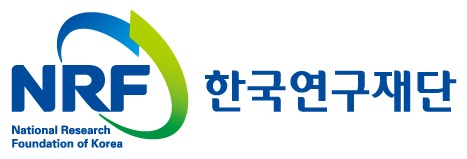 NRF
National Research
Foundation of Korea
한국연구재단